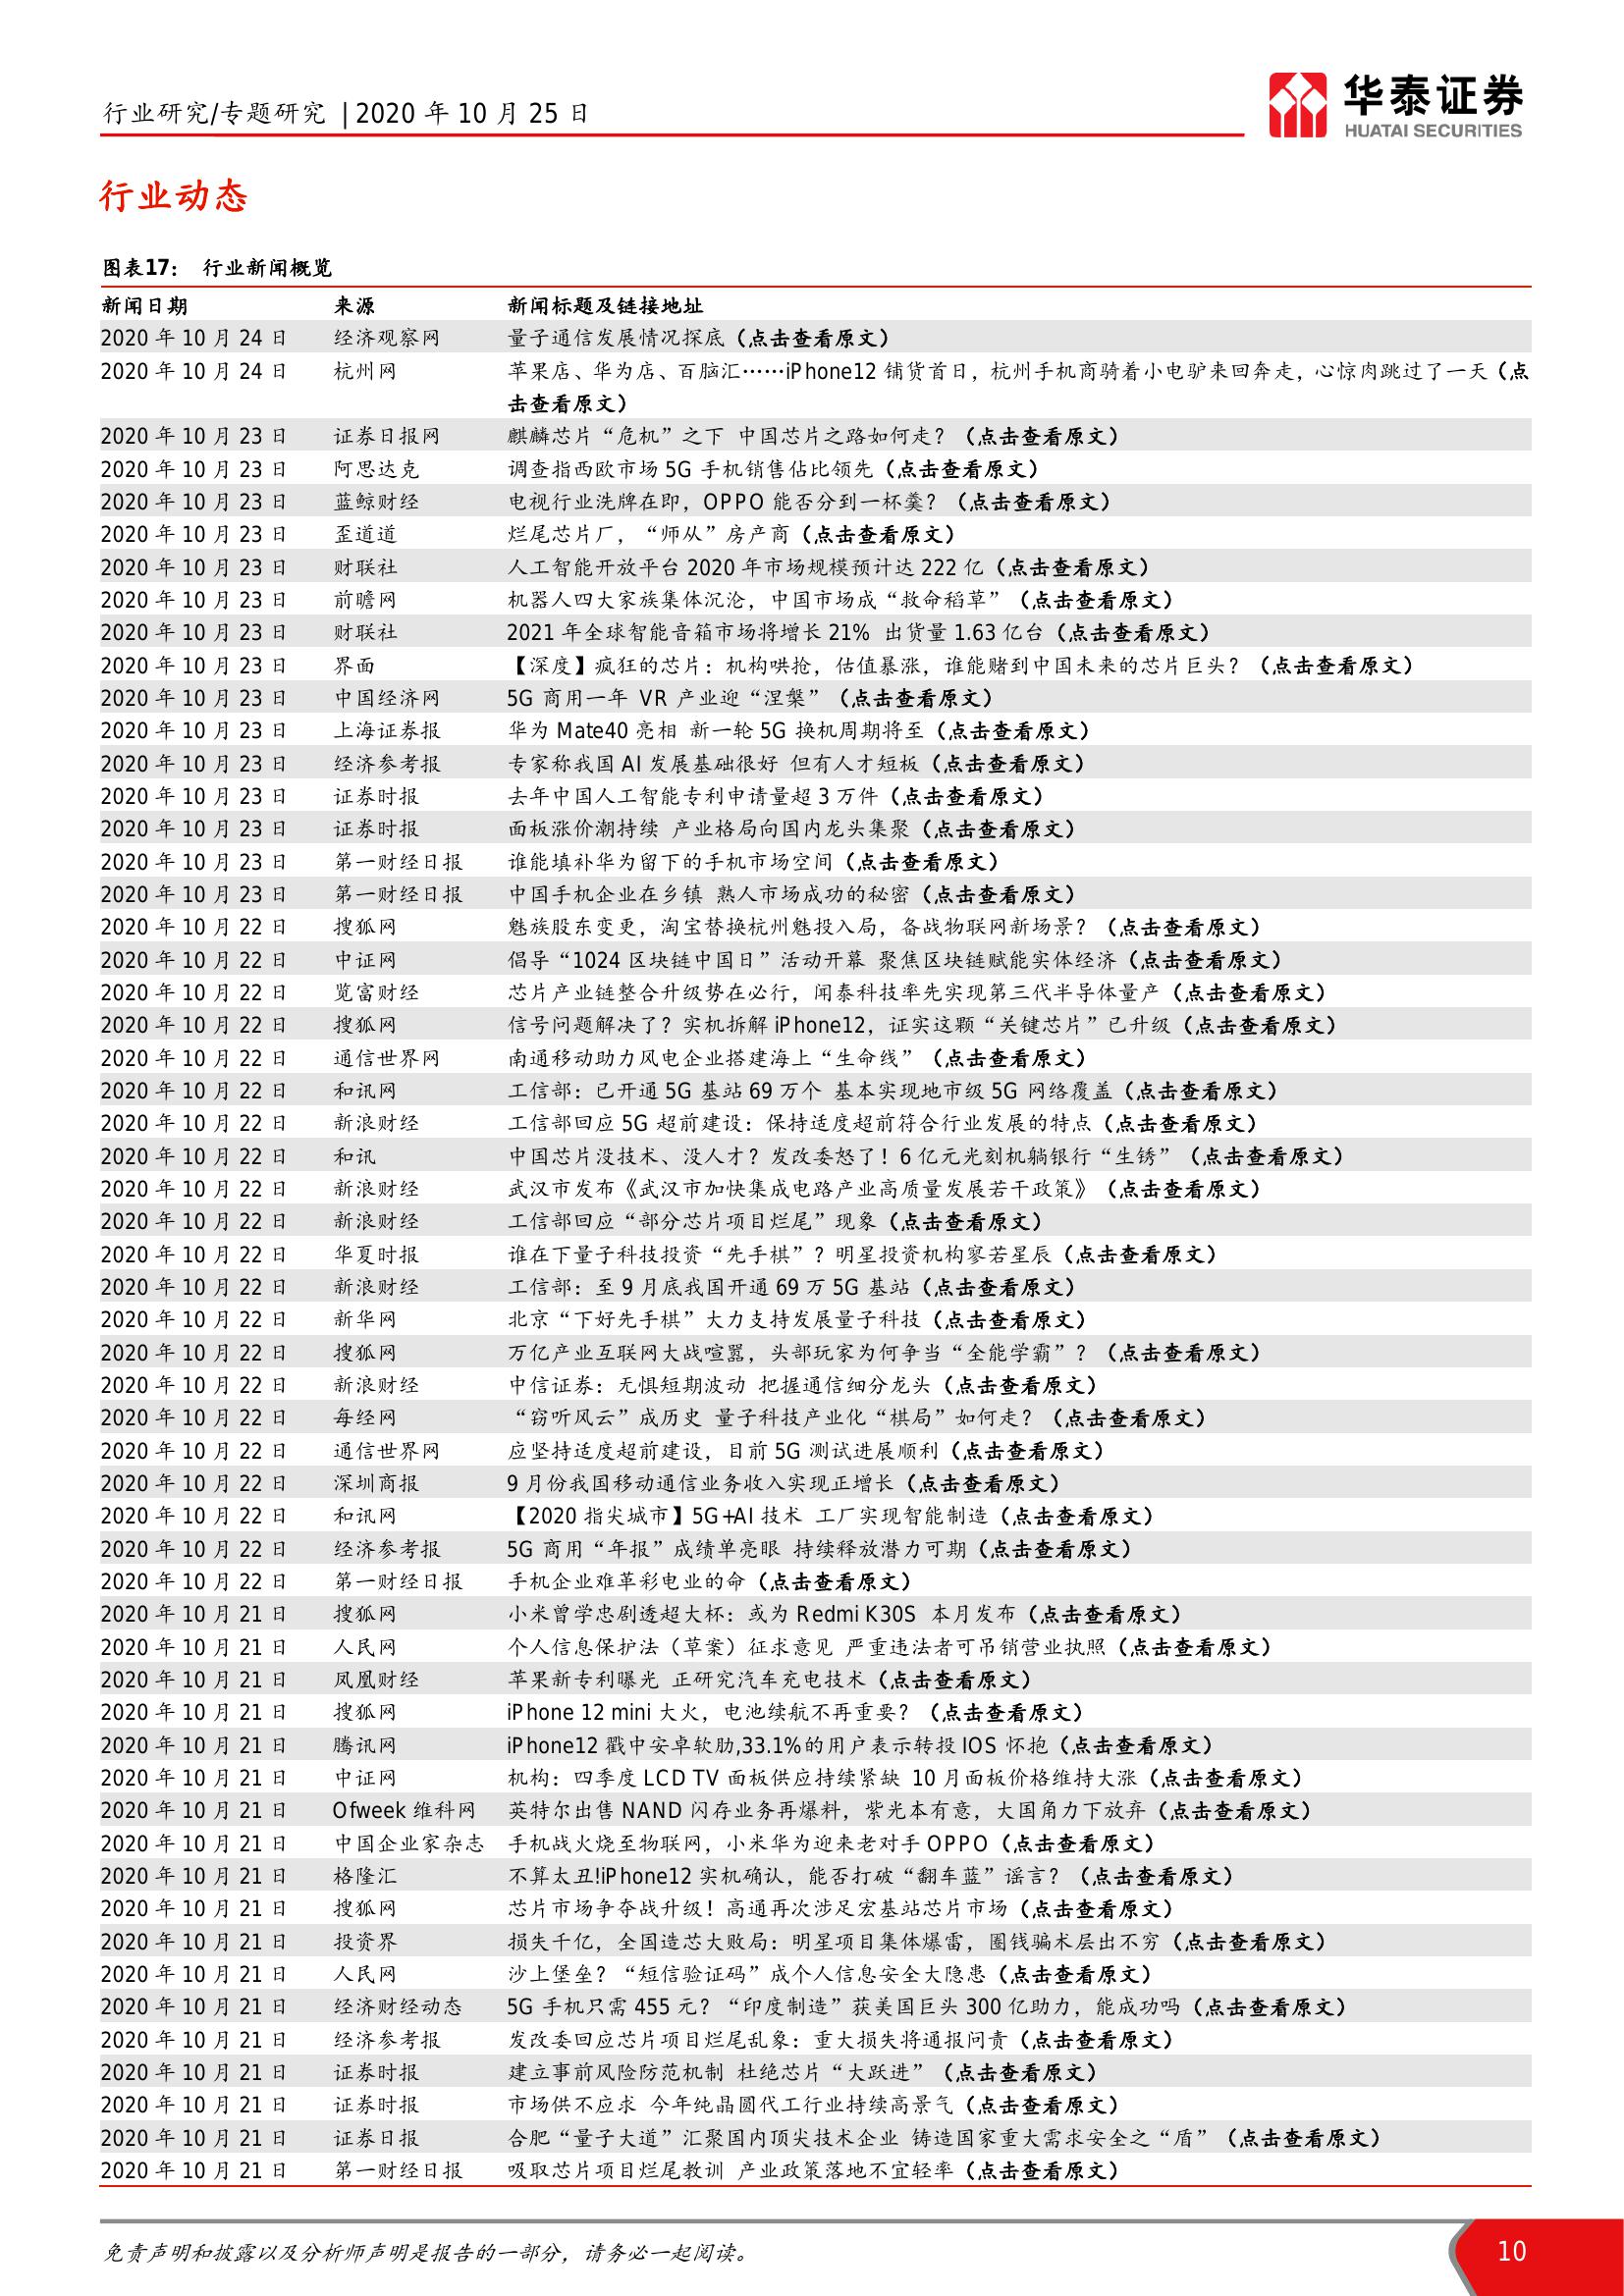 行业研究/专题研究 | 2020 年 10 月 25 日
华泰证券
HUATAI SECURITIES
行业动态
图表17： 行业新闻概览
新闻日期 来源 新闻标题及链接地址
2020 年 10 月 24 日 经济观察网 量子通信发展情况探底（点击查看原文）
2020 年 10 月 24 日 杭州网 苹果店、华为店、百脑汇……iPhone12 铺货首日，杭州手机商骑着小电驴来回奔走，心惊肉跳过了一天（点
击查看原文）
2020 年 10 月 23 日 证券日报网 麒麟芯片“危机”之下 中国芯片之路如何走？（点击查看原文）
2020 年 10 月 23 日 阿思达克 调查指西欧市场 5G 手机销售佔比领先（点击查看原文）
2020 年 10 月 23 日 蓝鲸财经 电视行业洗牌在即，OPPO 能否分到一杯羹？（点击查看原文）
2020 年 10 月 23 日 歪道道 烂尾芯片厂，“师从”房产商（点击查看原文）
2020 年 10 月 23 日 财联社 人工智能开放平台 2020 年市场规模预计达 222 亿（点击查看原文）
2020 年 10 月 23 日 前瞻网 机器人四大家族集体沉沦，中国市场成“救命稻草”（点击查看原文）
2020 年 10 月 23 日 财联社 2021 年全球智能音箱市场将增长 21% 出货量 1.63 亿台（点击查看原文）
2020 年 10 月 23 日 界面 【深度】疯狂的芯片：机构哄抢，估值暴涨，谁能赌到中国未来的芯片巨头？（点击查看原文）
2020 年 10 月 23 日 中国经济网 5G 商用一年 VR 产业迎“涅槃”（点击查看原文）
2020 年 10 月 23 日 上海证券报 华为 Mate40 亮相 新一轮 5G 换机周期将至（点击查看原文）
2020 年 10 月 23 日 经济参考报 专家称我国 AI 发展基础很好 但有人才短板（点击查看原文）
2020 年 10 月 23 日 证券时报 去年中国人工智能专利申请量超 3 万件（点击查看原文）
2020 年 10 月 23 日 证券时报 面板涨价潮持续 产业格局向国内龙头集聚（点击查看原文）
2020 年 10 月 23 日 第一财经日报 谁能填补华为留下的手机市场空间（点击查看原文）
2020 年 10 月 23 日 第一财经日报 中国手机企业在乡镇 熟人市场成功的秘密（点击查看原文）
2020 年 10 月 22 日 搜狐网 魅族股东变更，淘宝替换杭州魅投入局，备战物联网新场景？（点击查看原文）
2020 年 10 月 22 日 中证网 倡导“1024 区块链中国日”活动开幕 聚焦区块链赋能实体经济（点击查看原文）
2020 年 10 月 22 日 览富财经 芯片产业链整合升级势在必行，闻泰科技率先实现第三代半导体量产（点击查看原文）
2020 年 10 月 22 日 搜狐网 信号问题解决了？实机拆解 iPhone12，证实这颗“关键芯片”已升级（点击查看原文）
2020 年 10 月 22 日 通信世界网 南通移动助力风电企业搭建海上“生命线”（点击查看原文）
2020 年 10 月 22 日 和讯网 工信部：已开通 5G 基站 69 万个 基本实现地市级 5G 网络覆盖（点击查看原文）
2020 年 10 月 22 日 新浪财经 工信部回应 5G 超前建设：保持适度超前符合行业发展的特点（点击查看原文）
2020 年 10 月 22 日 和讯 中国芯片没技术、没人才？发改委怒了！6 亿元光刻机躺银行“生锈”（点击查看原文）
2020 年 10 月 22 日 新浪财经 武汉市发布《武汉市加快集成电路产业高质量发展若干政策》（点击查看原文）
2020 年 10 月 22 日 新浪财经 工信部回应“部分芯片项目烂尾”现象（点击查看原文）
2020 年 10 月 22 日 华夏时报 谁在下量子科技投资“先手棋”？明星投资机构寥若星辰（点击查看原文）
2020 年 10 月 22 日 新浪财经 工信部：至 9 月底我国开通 69 万 5G 基站（点击查看原文）
2020 年 10 月 22 日 新华网 北京“下好先手棋”大力支持发展量子科技（点击查看原文）
2020 年 10 月 22 日 搜狐网 万亿产业互联网大战喧嚣，头部玩家为何争当“全能学霸”？（点击查看原文）
2020 年 10 月 22 日 新浪财经 中信证券：无惧短期波动 把握通信细分龙头（点击查看原文）
2020 年 10 月 22 日 每经网 “窃听风云”成历史 量子科技产业化“棋局”如何走？（点击查看原文）
2020 年 10 月 22 日 通信世界网 应坚持适度超前建设，目前 5G 测试进展顺利（点击查看原文）
2020 年 10 月 22 日 深圳商报 9 月份我国移动通信业务收入实现正增长（点击查看原文）
2020 年 10 月 22 日 和讯网 【2020 指尖城市】5G+AI 技术 工厂实现智能制造（点击查看原文）
2020 年 10 月 22 日 经济参考报 5G 商用“年报”成绩单亮眼 持续释放潜力可期（点击查看原文）
2020 年 10 月 22 日 第一财经日报 手机企业难革彩电业的命（点击查看原文）
2020 年 10 月 21 日 搜狐网 小米曾学忠剧透超大杯：或为 Redmi K30S 本月发布（点击查看原文）
2020 年 10 月 21 日 人民网 个人信息保护法（草案）征求意见 严重违法者可吊销营业执照（点击查看原文）
2020 年 10 月 21 日 凤凰财经 苹果新专利曝光 正研究汽车充电技术（点击查看原文）
2020 年 10 月 21 日 搜狐网 iPhone 12 mini 大火，电池续航不再重要？（点击查看原文）
2020 年 10 月 21 日 腾讯网 iPhone12 戳中安卓软肋,33.1%的用户表示转投 IOS 怀抱（点击查看原文）
2020 年 10 月 21 日 中证网 机构：四季度 LCD TV 面板供应持续紧缺 10 月面板价格维持大涨（点击查看原文）
2020 年 10 月 21 日 Ofweek 维科网 英特尔出售 NAND 闪存业务再爆料，紫光本有意，大国角力下放弃（点击查看原文）
2020 年 10 月 21 日 中国企业家杂志 手机战火烧至物联网，小米华为迎来老对手 OPPO（点击查看原文）
2020 年 10 月 21 日 格隆汇 不算太丑!iPhone12 实机确认，能否打破“翻车蓝”谣言？（点击查看原文）
2020 年 10 月 21 日 搜狐网 芯片市场争夺战升级！高通再次涉足宏基站芯片市场（点击查看原文）
2020 年 10 月 21 日 投资界 损失千亿，全国造芯大败局：明星项目集体爆雷，圈钱骗术层出不穷（点击查看原文）
2020 年 10 月 21 日 人民网 沙上堡垒？“短信验证码”成个人信息安全大隐患（点击查看原文）
2020 年 10 月 21 日 经济财经动态 5G 手机只需 455 元？“印度制造”获美国巨头 300 亿助力，能成功吗（点击查看原文）
2020 年 10 月 21 日 经济参考报 发改委回应芯片项目烂尾乱象：重大损失将通报问责（点击查看原文）
2020 年 10 月 21 日 证券时报 建立事前风险防范机制 杜绝芯片“大跃进”（点击查看原文）
2020 年 10 月 21 日 证券时报 市场供不应求 今年纯晶圆代工行业持续高景气（点击查看原文）
2020 年 10 月 21 日 证券日报 合肥“量子大道”汇聚国内顶尖技术企业 铸造国家重大需求安全之“盾”（点击查看原文）
2020 年 10 月 21 日 第一财经日报 吸取芯片项目烂尾教训 产业政策落地不宜轻率（点击查看原文）
免责声明和披露以及分析师声明是报告的一部分，请务必一起阅读。
10